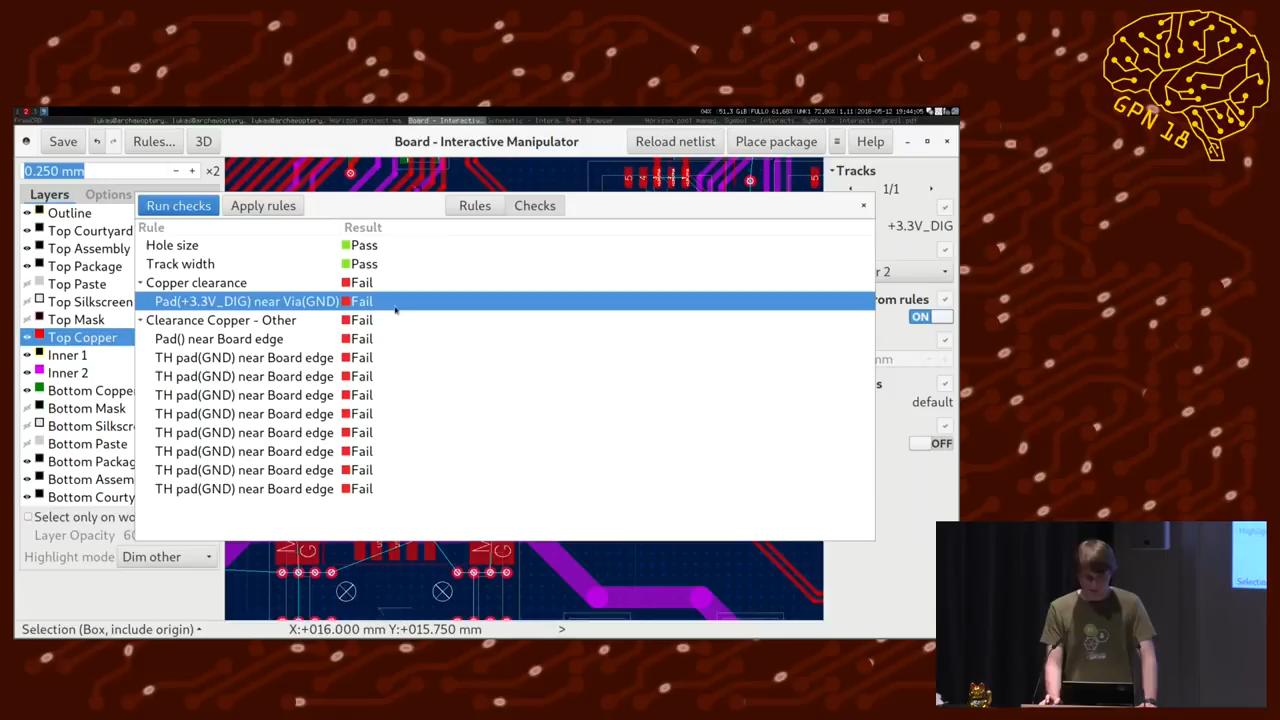 GPN 18
Save
Rules...
3D
Board - Interactive Manipulator
Reload netlist
Place package
Help
0.250 mm
×2
Tracks
Layers
Options
1/1
Run checks
Apply rules
Rules
Checks
Outline
Top Courtyard
Top Assembly
Top Package
Top Paste
Top Silkscreen
Top Mask
Top Copper
Inner 1
Inner 2
Bottom Coppe
Bottom Mask
Bottom Silkscr
Bottom Paste
Bottom Packag
Bottom Assem
Bottom Courty
Rule
Result
Hole size
Pass
Track width
Pass
Copper clearance
Fail
Pad(+3.3V_DIG) near Via(GND)
Fail
Clearance Copper - Other
Fail
Pad() near Board edge
Fail
TH pad(GND) near Board edge
Fail
TH pad(GND) near Board edge
Fail
TH pad(GND) near Board edge
Fail
TH pad(GND) near Board edge
Fail
TH pad(GND) near Board edge
Fail
TH pad(GND) near Board edge
Fail
TH pad(GND) near Board edge
Fail
TH pad(GND) near Board edge
Fail
+3.3V_DIG
r 2
om rules
ON
mm
s
default
OFF
Select only on wo
Layer Opacity
Highlight mode
Dim other
Selection (Box, include origin)
X:+016.000 mm Y:+015.750 mm
>